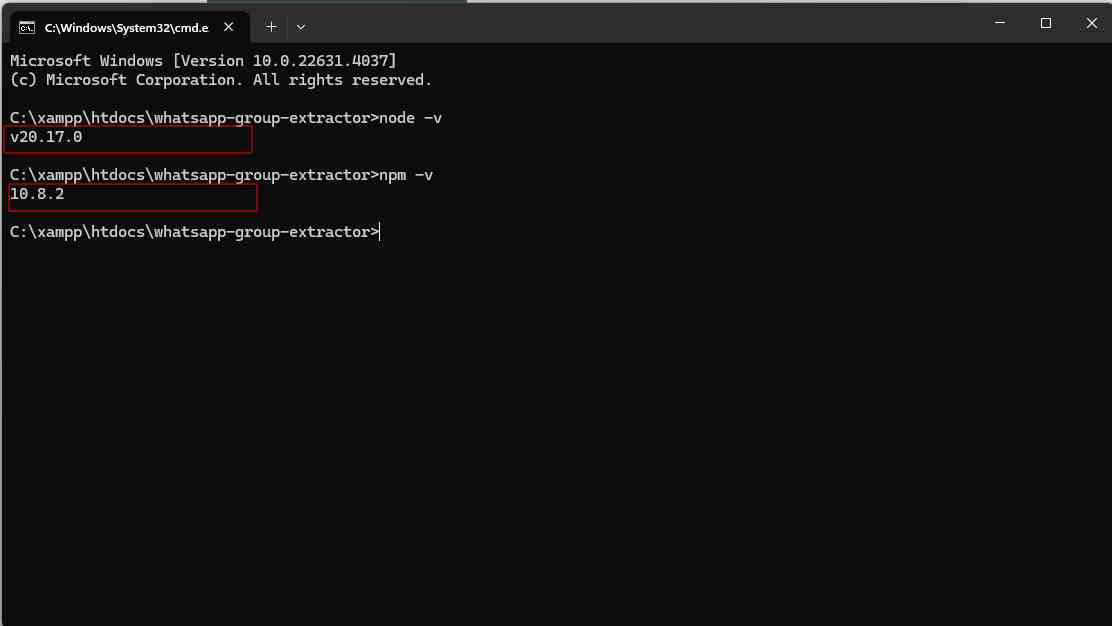 C:\Windows\System32\cmd.e
Microsoft Windows [Version 10.0.22631.4037]
(c) Microsoft Corporation. All rights reserved.
C:\xampp\htdocs\whatsapp-group-extractor>node -v
v20.17.0
C:\xampp\htdocs\whatsapp-group-extractor>npm -v
10.8.2
C:\xampp\htdocs\whatsapp-group-extractor>